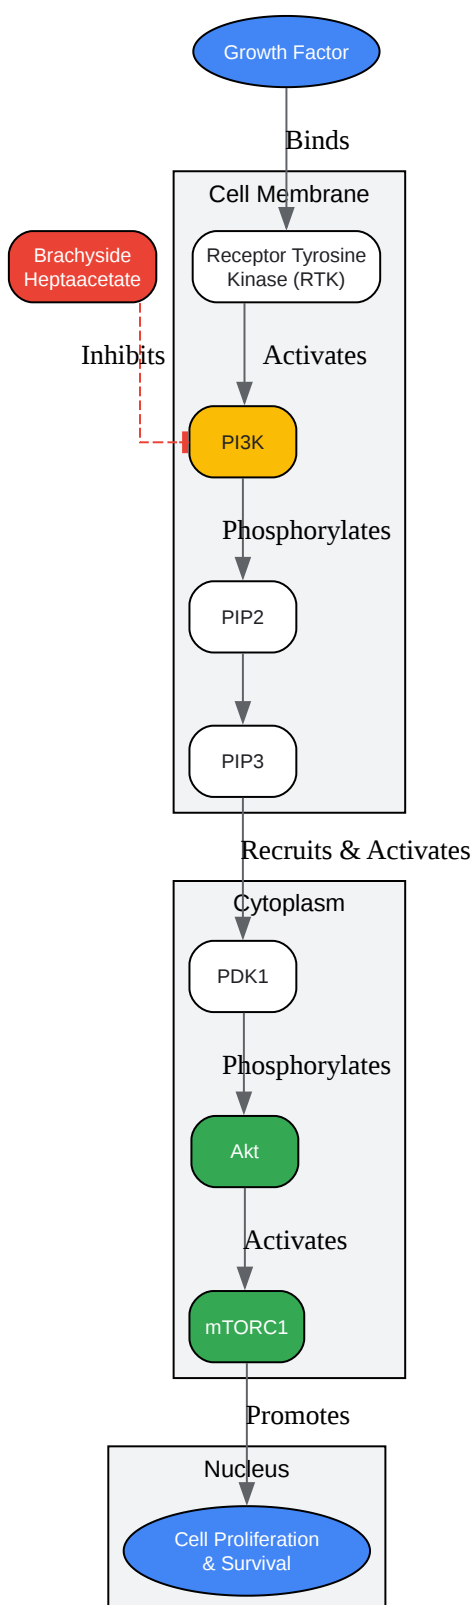 Growth Factor
Binds
Cell Membrane
Brachyside
Heptaacetate
Receptor Tyrosine
Kinase (RTK)
Inhibits
Activates
PI3K
Phosphorylates
PIP2
PIP3
Recruits & Activates
Cytoplasm
PDK1
Phosphorylates
Akt
Activates
mTORC1
Promotes
Nucleus
Cell Proliferation
& Survival